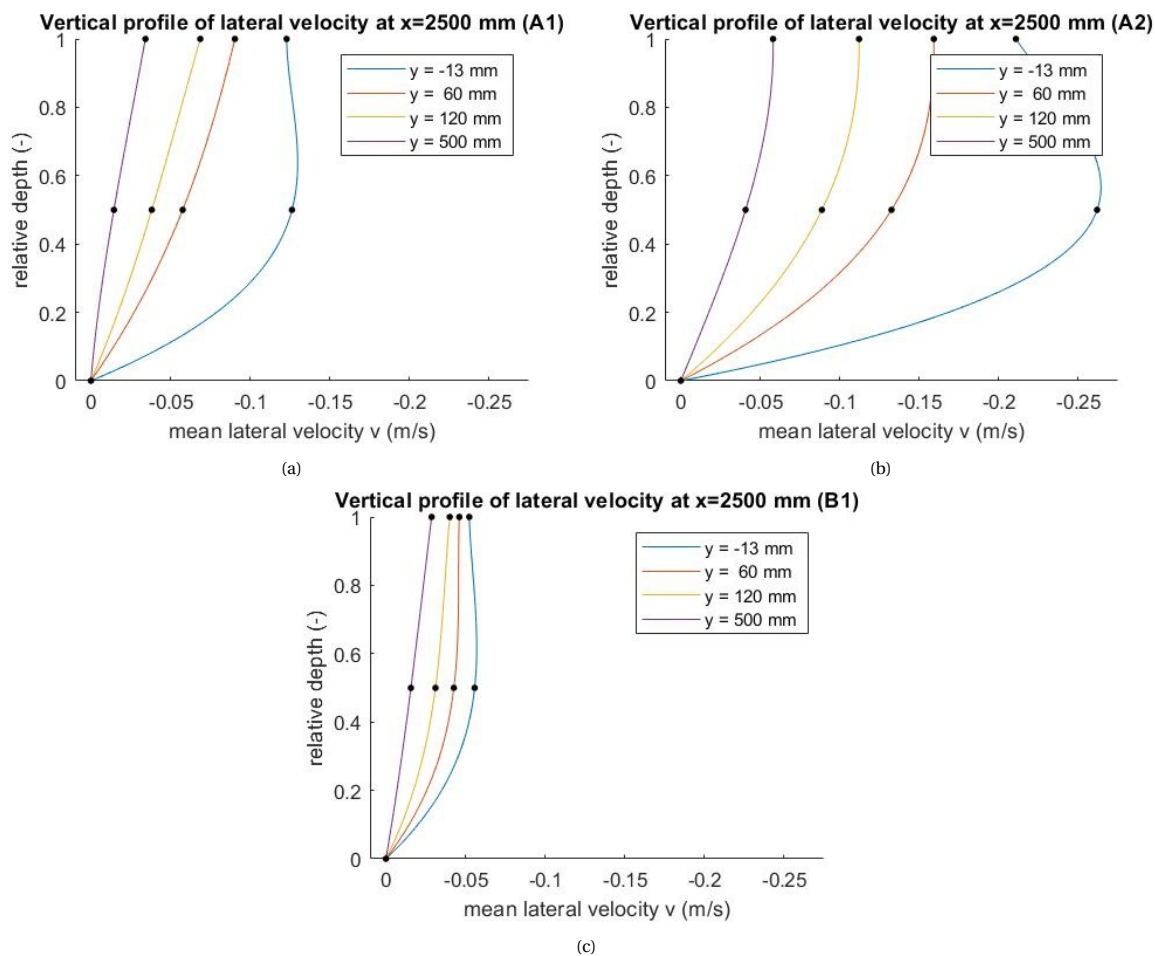 Vertical profile of lateral velocity at x=2500 mm (A1)
1
0.8
0.6
0.4
0.2
0
relative depth (-)
y = -13 mm
y = 60 mm
y = 120 mm
y = 500 mm
0 -0.05 -0.1 -0.15 -0.2 -0.25
mean lateral velocity v (m/s)
(a)
Vertical profile of lateral velocity at x=2500 mm (A2)
1
0.8
0.6
0.4
0.2
0
relative depth (-)
y = -13 mm
y = 60 mm
y = 120 mm
y = 500 mm
0 -0.05 -0.1 -0.15 -0.2 -0.25
mean lateral velocity v (m/s)
(b)
Vertical profile of lateral velocity at x=2500 mm (B1)
1
0.8
0.6
0.4
0.2
0
relative depth (-)
y = -13 mm
y = 60 mm
y = 120 mm
y = 500 mm
0 -0.05 -0.1 -0.15 -0.2 -0.25
mean lateral velocity v (m/s)
(c)